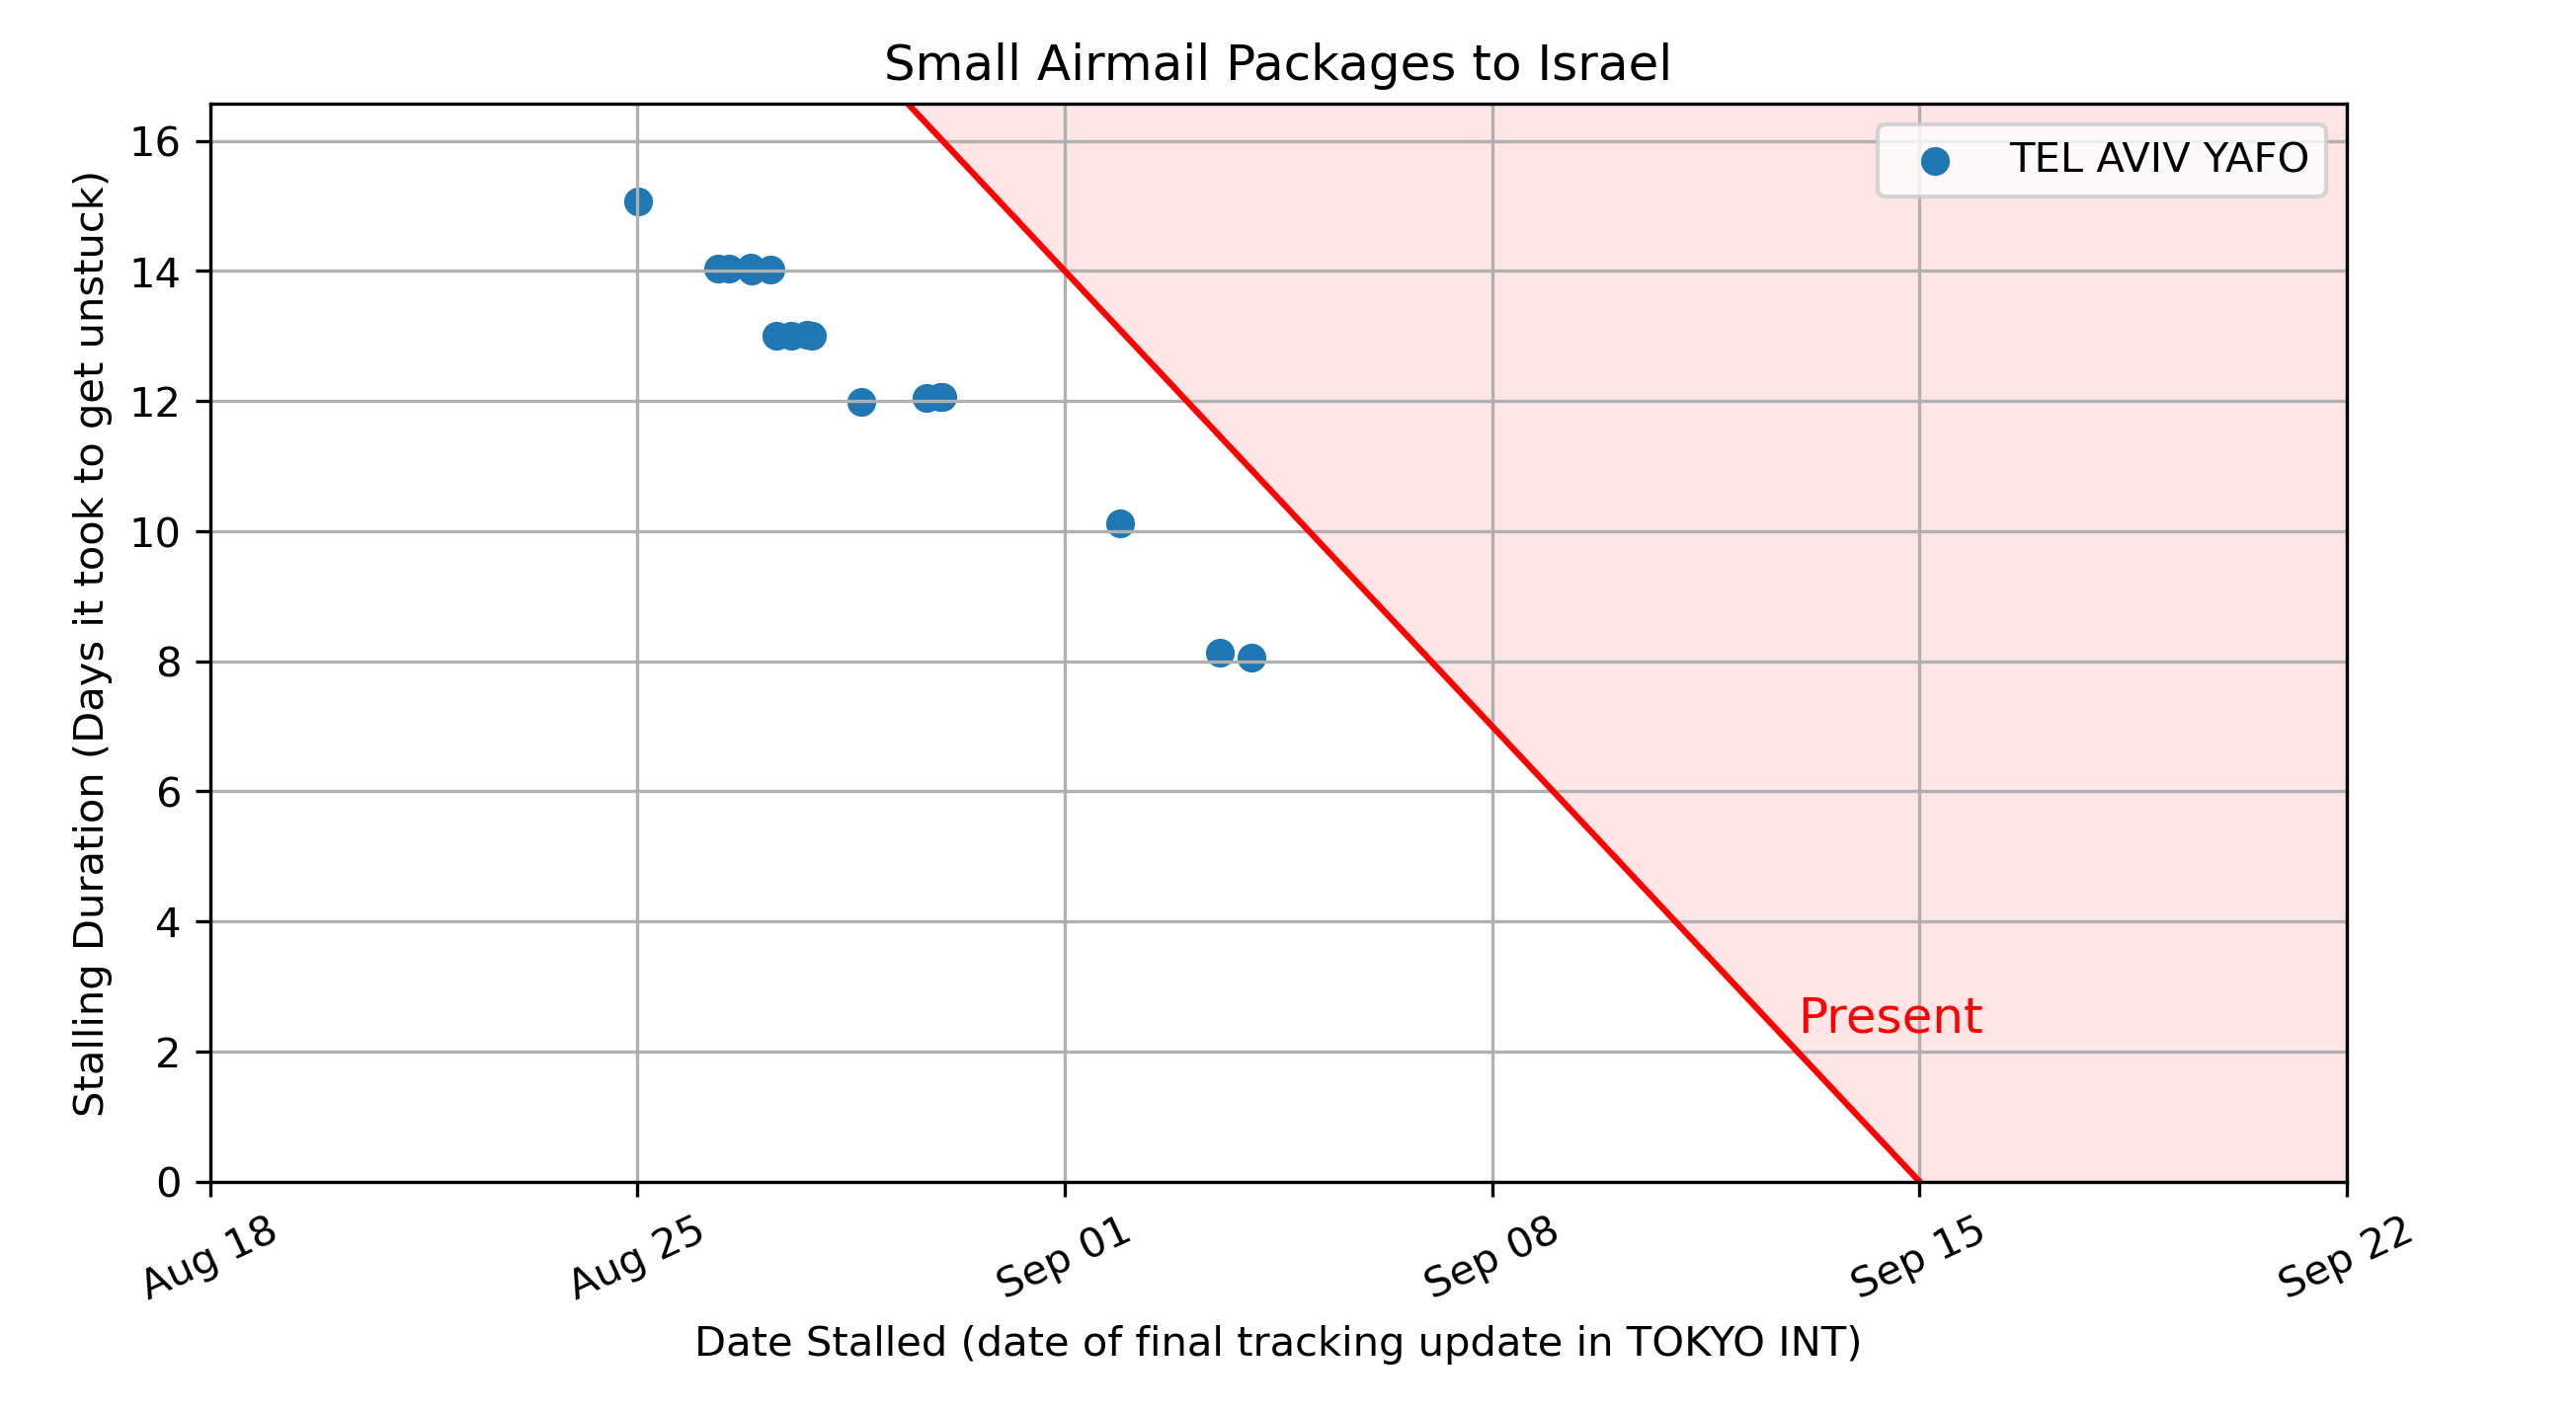 Small Airmail Packages to Israel
TEL AVIV YAFO
Stalling Duration (Days it took to get unstuck)
16
14
12
10
8
6
4
2
0
Present
Aug 18
Aug 25
Sep 01
Sep 08
Sep 15
Sep 22
Date Stalled (date of final tracking update in TOKYO INT)